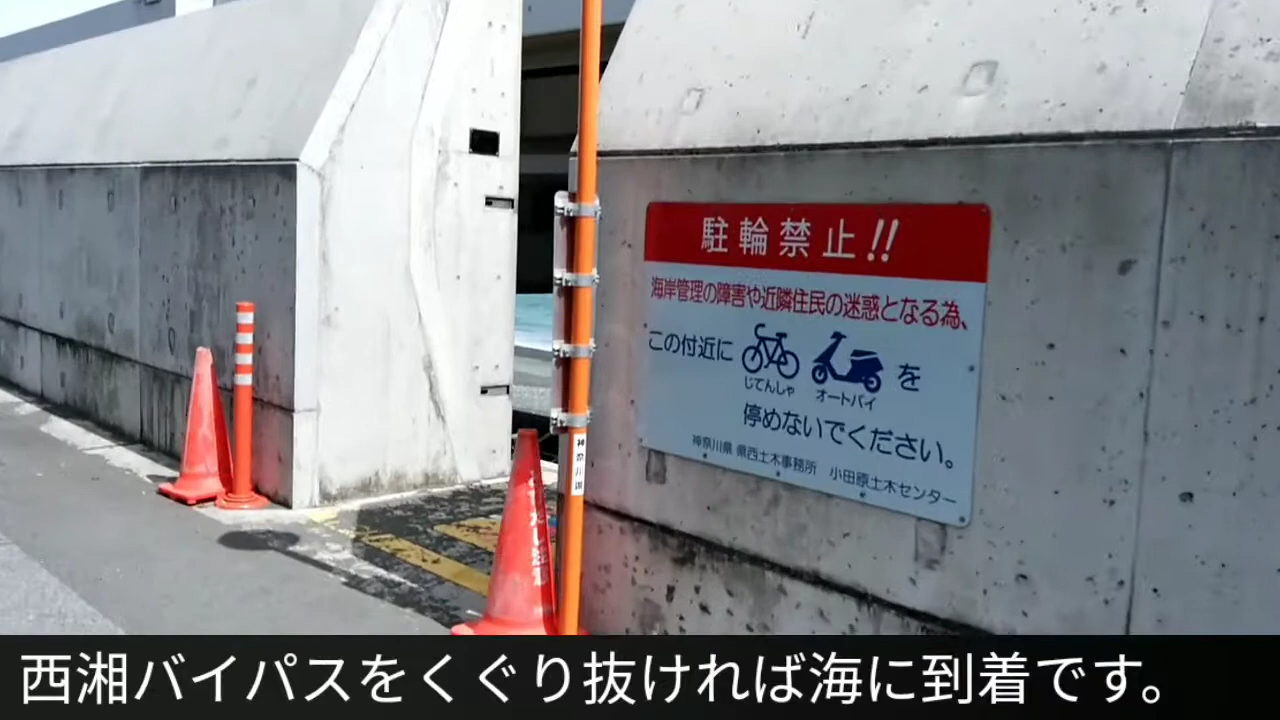 駐輪禁止!!
海岸管理の障害や近隣住民の迷惑となる為、
この付近に
を
じてんしゃ
オートバイ
停めないでください。
神奈川県 県西土木事務所 小田原土木センター
神奈川県
西湘バイパスをくぐり抜ければ海に到着です。